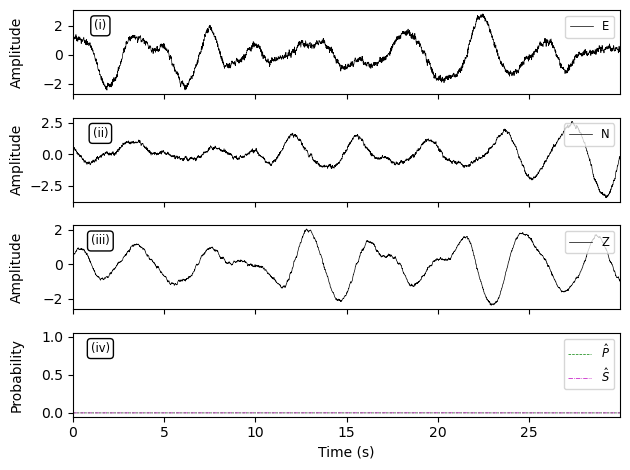 (i)
E
Amplitude
2
0
−2
(ii)
N
Amplitude
2.5
0.0
−2.5
(iii)
Z
Amplitude
2
0
−2
(iv)
P̂
Ŝ
Probability
1.0
0.5
0.0
0 5 10 15 20 25
Time (s)